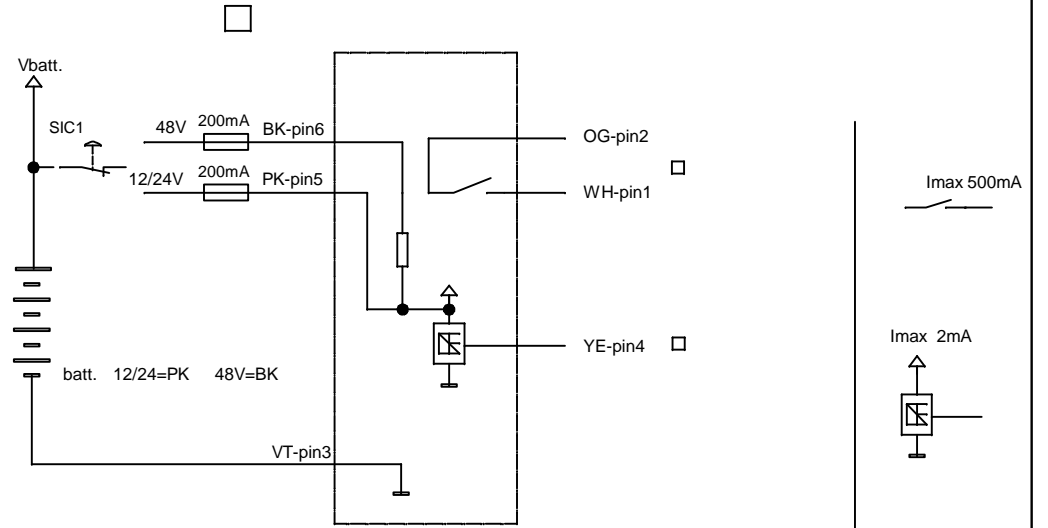 Vbatt.
SIC1
48V 200mA BK-pin6
12/24V 200mA PK-pin5
OG-pin2
WH-pin1
YE-pin4
batt. 12/24=PK 48V=BK
VT-pin3
Imax 500mA
Imax 2mA